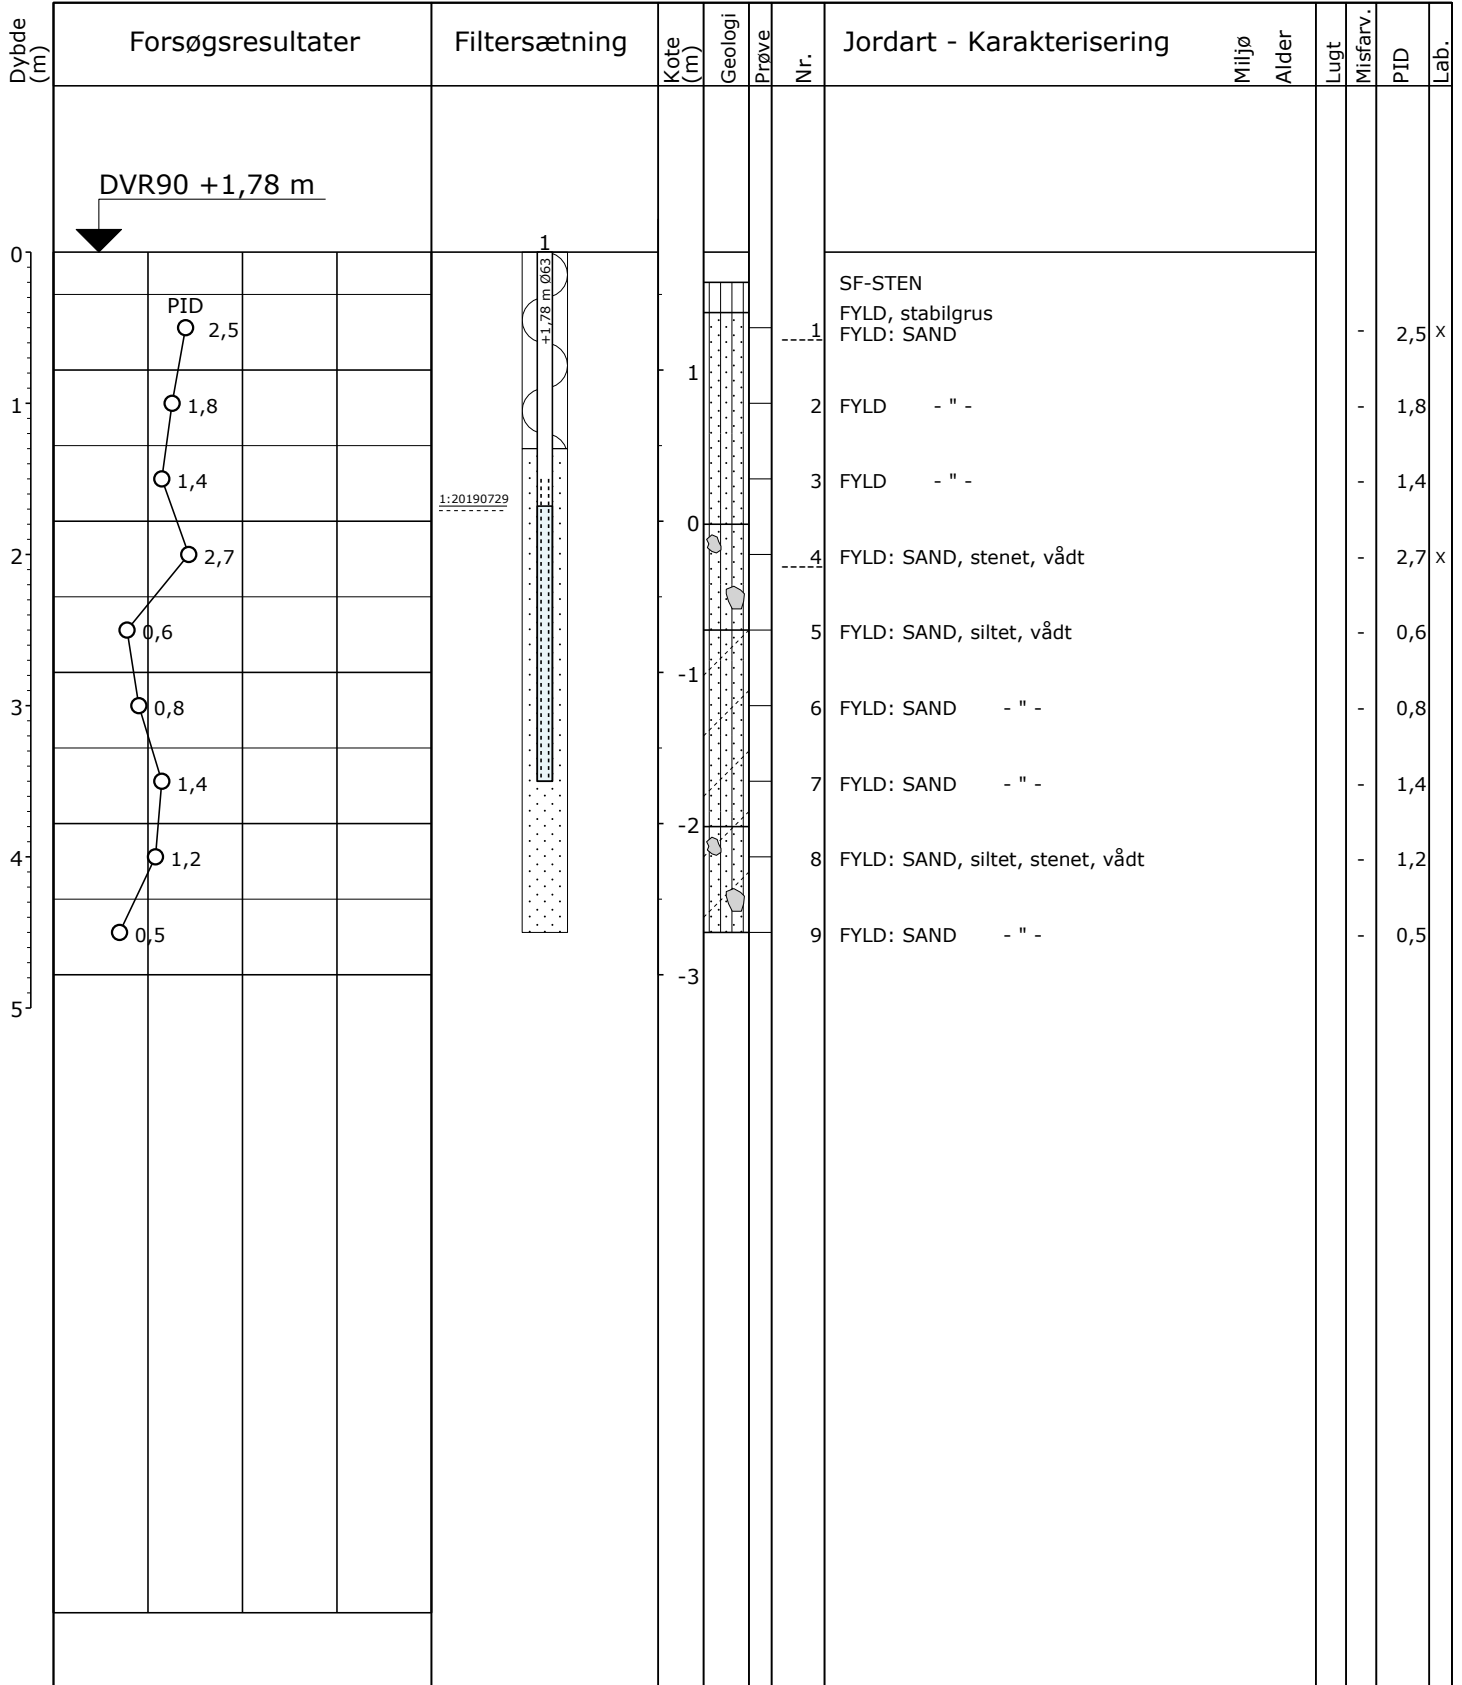 Dybde (m)
Forsøgsresultater
Filtersætning
Kote (m)
Geologi
Prøve
Nr.
Jordart - Karakterisering
Miljø
Alder
Lugt
Misfarv.
PID
Lab.
DVR90 +1,78 m
0
1
+1,78 m Ø63
SF-STEN
PID
FYLD, stabilgrus
2,5
1 FYLD: SAND - 2,5 x
1
1 1,8 2 FYLD - " - - 1,8
1,4 3 FYLD - " - - 1,4
1:20190729
0
2 2,7 4 FYLD: SAND, stenet, vådt - 2,7 x
0,6 5 FYLD: SAND, siltet, vådt - 0,6
-1
3 0,8 6 FYLD: SAND - " - - 0,8
1,4 7 FYLD: SAND - " - - 1,4
-2
4 1,2 8 FYLD: SAND, siltet, stenet, vådt - 1,2
0,5 9 FYLD: SAND - " - - 0,5
-3
5